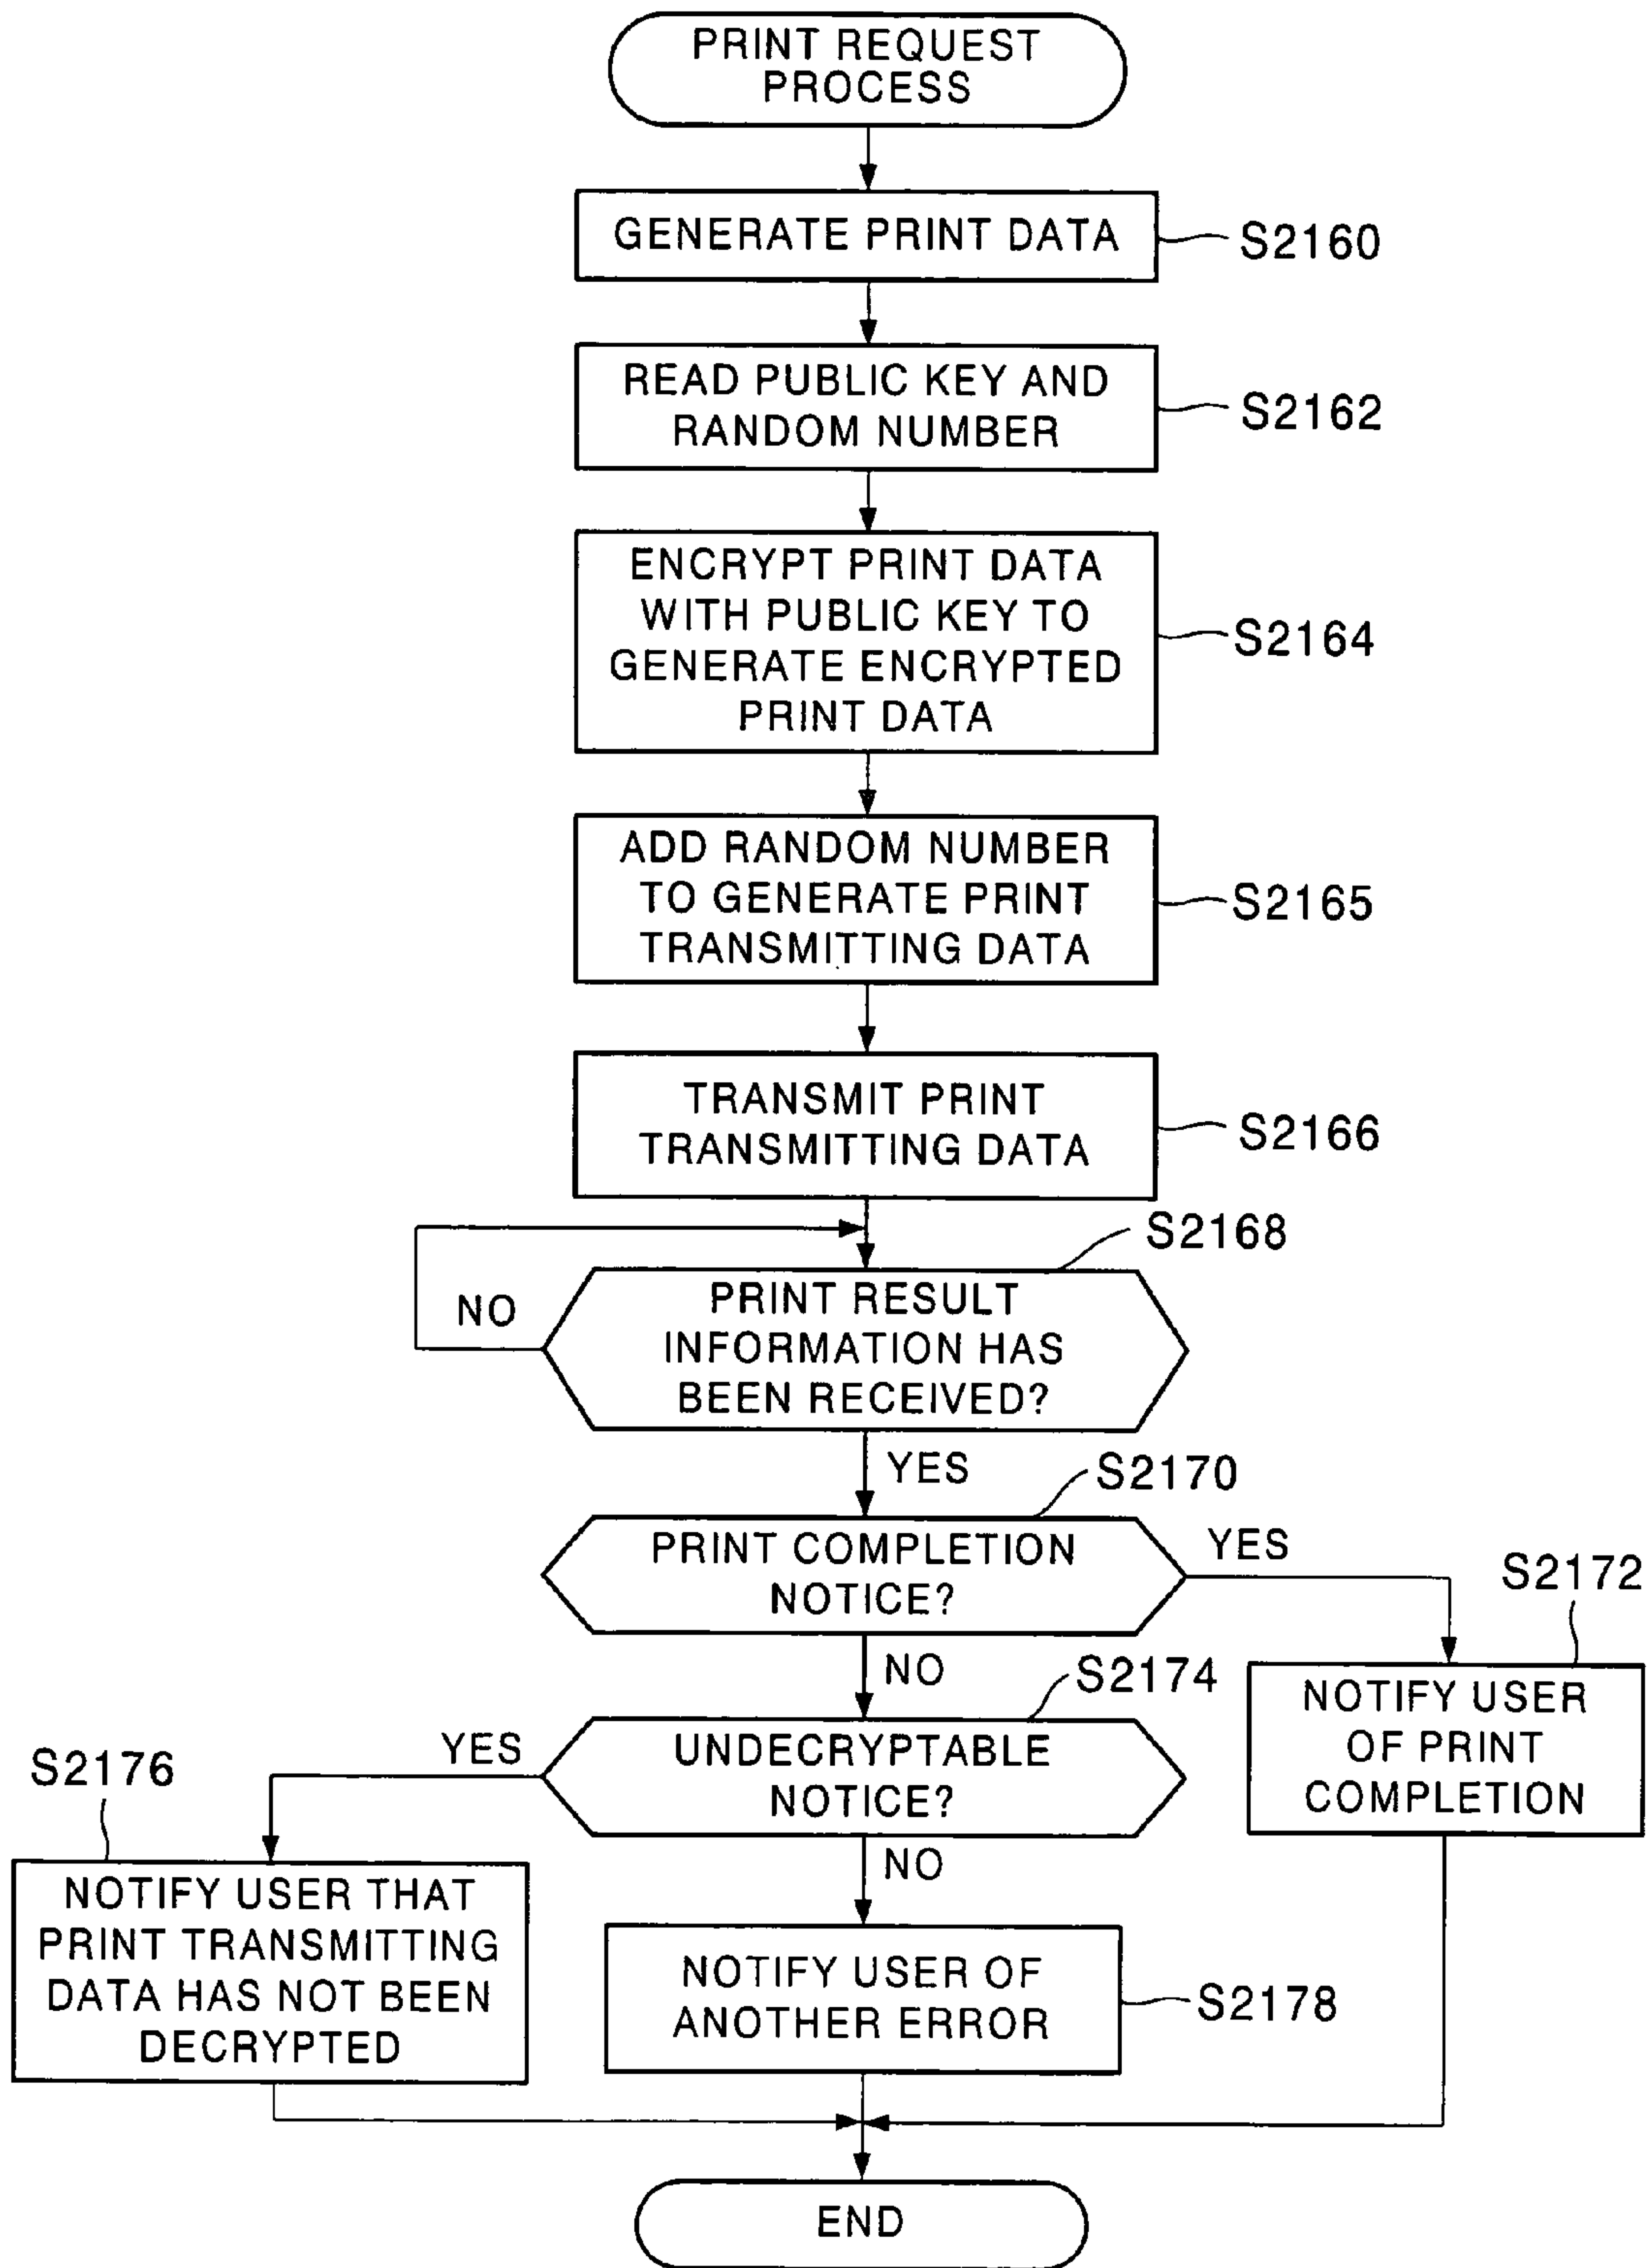 PRINT REQUEST
PROCESS
GENERATE PRINT DATA
S2160
READ PUBLIC KEY AND
RANDOM NUMBER
S2162
ENCRYPT PRINT DATA
WITH PUBLIC KEY TO
GENERATE ENCRYPTED
PRINT DATA
S2164
ADD RANDOM NUMBER
TO GENERATE PRINT
TRANSMITTING DATA
S2165
TRANSMIT PRINT
TRANSMITTING DATA
S2166
S2168
NO
PRINT RESULT
INFORMATION HAS
BEEN RECEIVED?
YES
S2170
PRINT COMPLETION
NOTICE?
YES
S2172
NOTIFY USER
OF PRINT
COMPLETION
NO
S2174
UNDECRYPTABLE
NOTICE?
YES
S2176
NOTIFY USER THAT
PRINT TRANSMITTING
DATA HAS NOT BEEN
DECRYPTED
NO
NOTIFY USER OF
ANOTHER ERROR
S2178
END